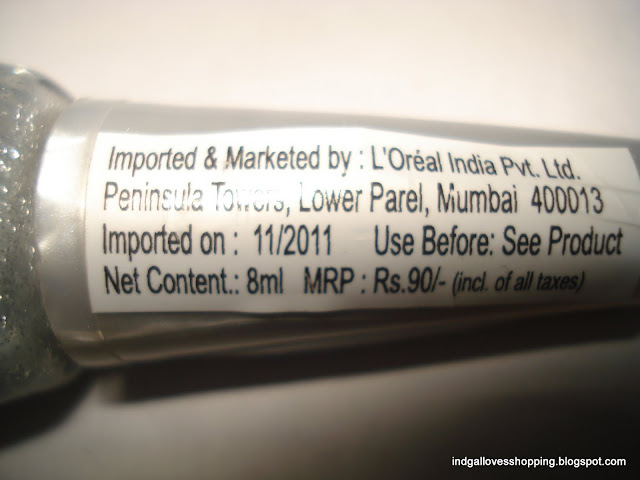 Imported & Marketed by : L'Oréal India Pvt. Ltd.
Peninsula Towers, Lower Parel, Mumbai 400013
Imported on : 11/2011 Use Before: See Product
Net Content.: 8ml MRP : Rs.90/- (incl. of all taxes)
indgallovesshopping.blogspot.com